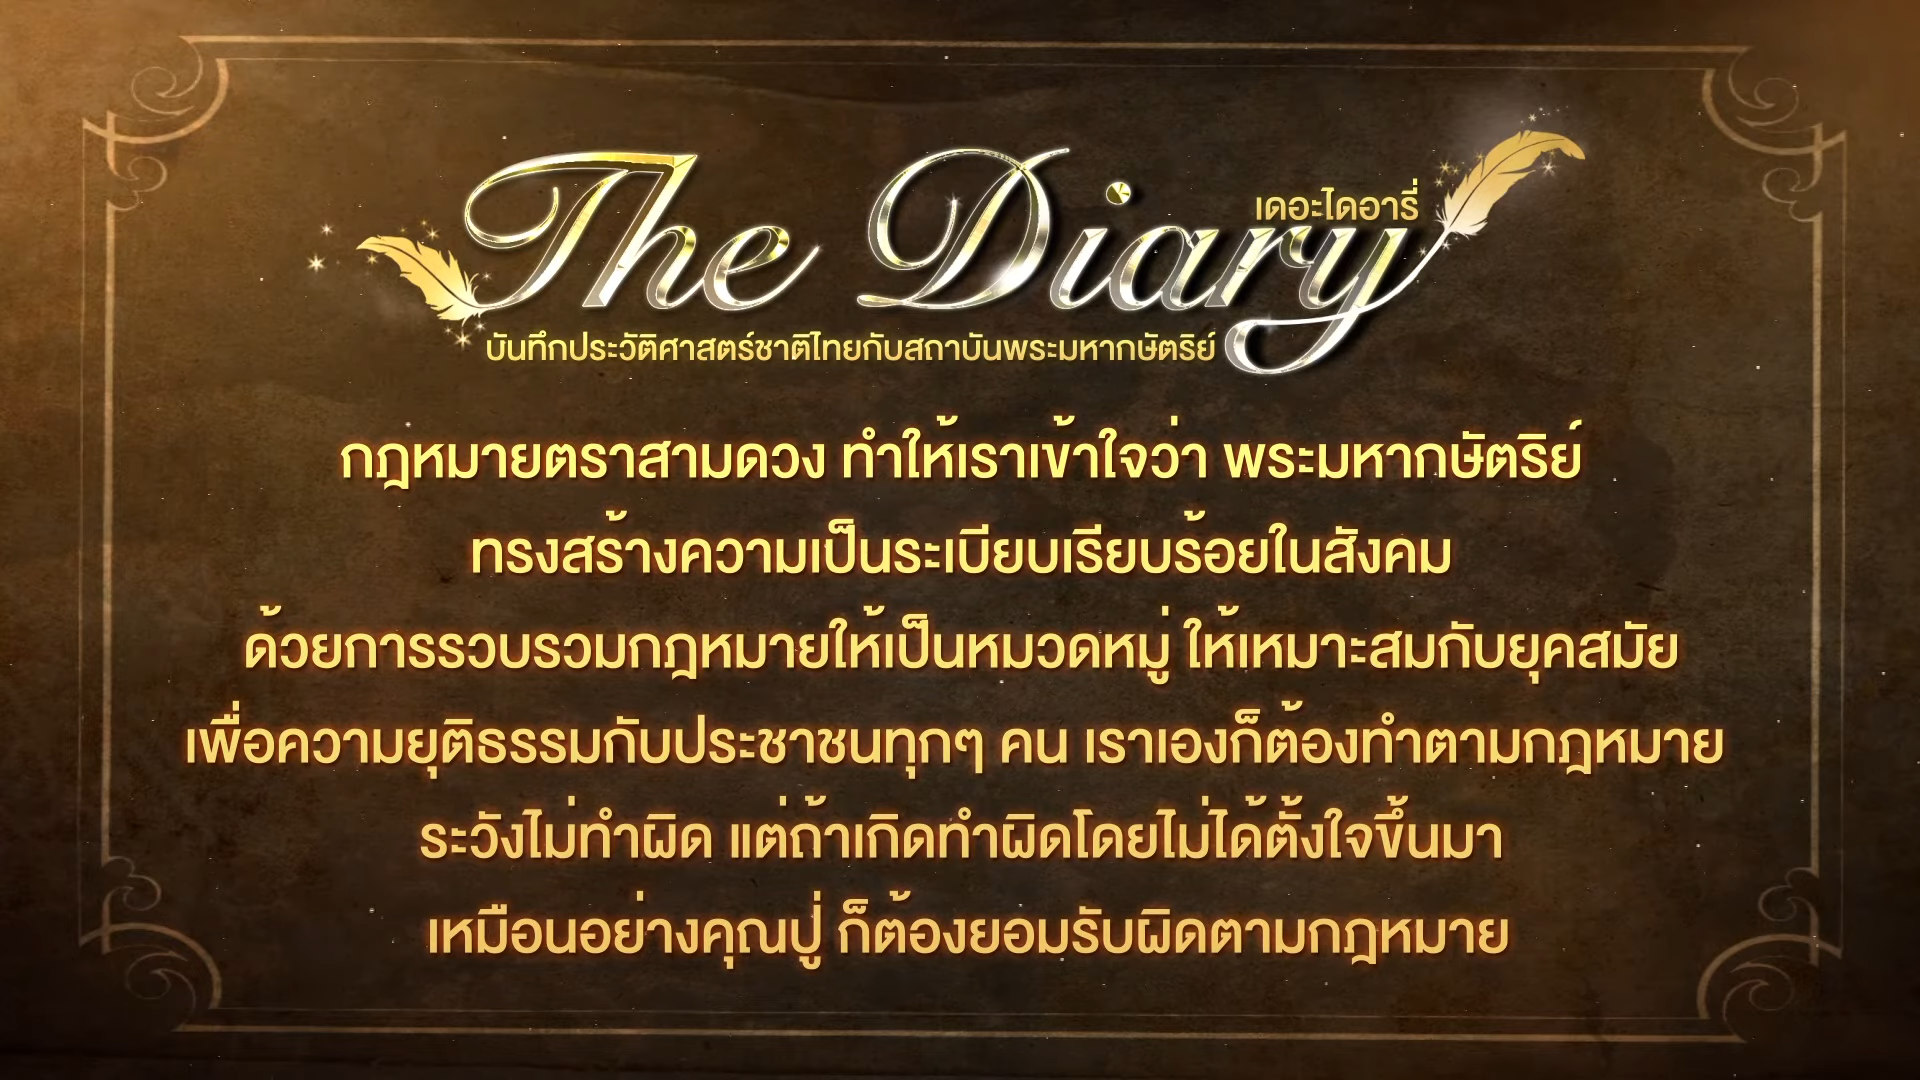 The Diary
เดอะไดอารี่
บันทึกประวัติศาสตร์ชาติไทยกับสถาบันพระมหากษัตริย์
กฎหมายตราสามดวง ทำให้เราเข้าใจว่า พระมหากษัตริย์
ทรงสร้างความเป็นระเบียบเรียบร้อยในสังคม
ด้วยการรวบรวมกฎหมายให้เป็นหมวดหมู่ ให้เหมาะสมกับยุคสมัย
เพื่อความยุติธรรมกับประชาชนทุกๆ คน เราเองก็ต้องทำตามกฎหมาย
ระวังไม่ทำผิด แต่ถ้าเกิดทำผิดโดยไม่ได้ตั้งใจขึ้นมา
เหมือนอย่างคุณปู่ ก็ต้องยอมรับผิดตามกฎหมาย